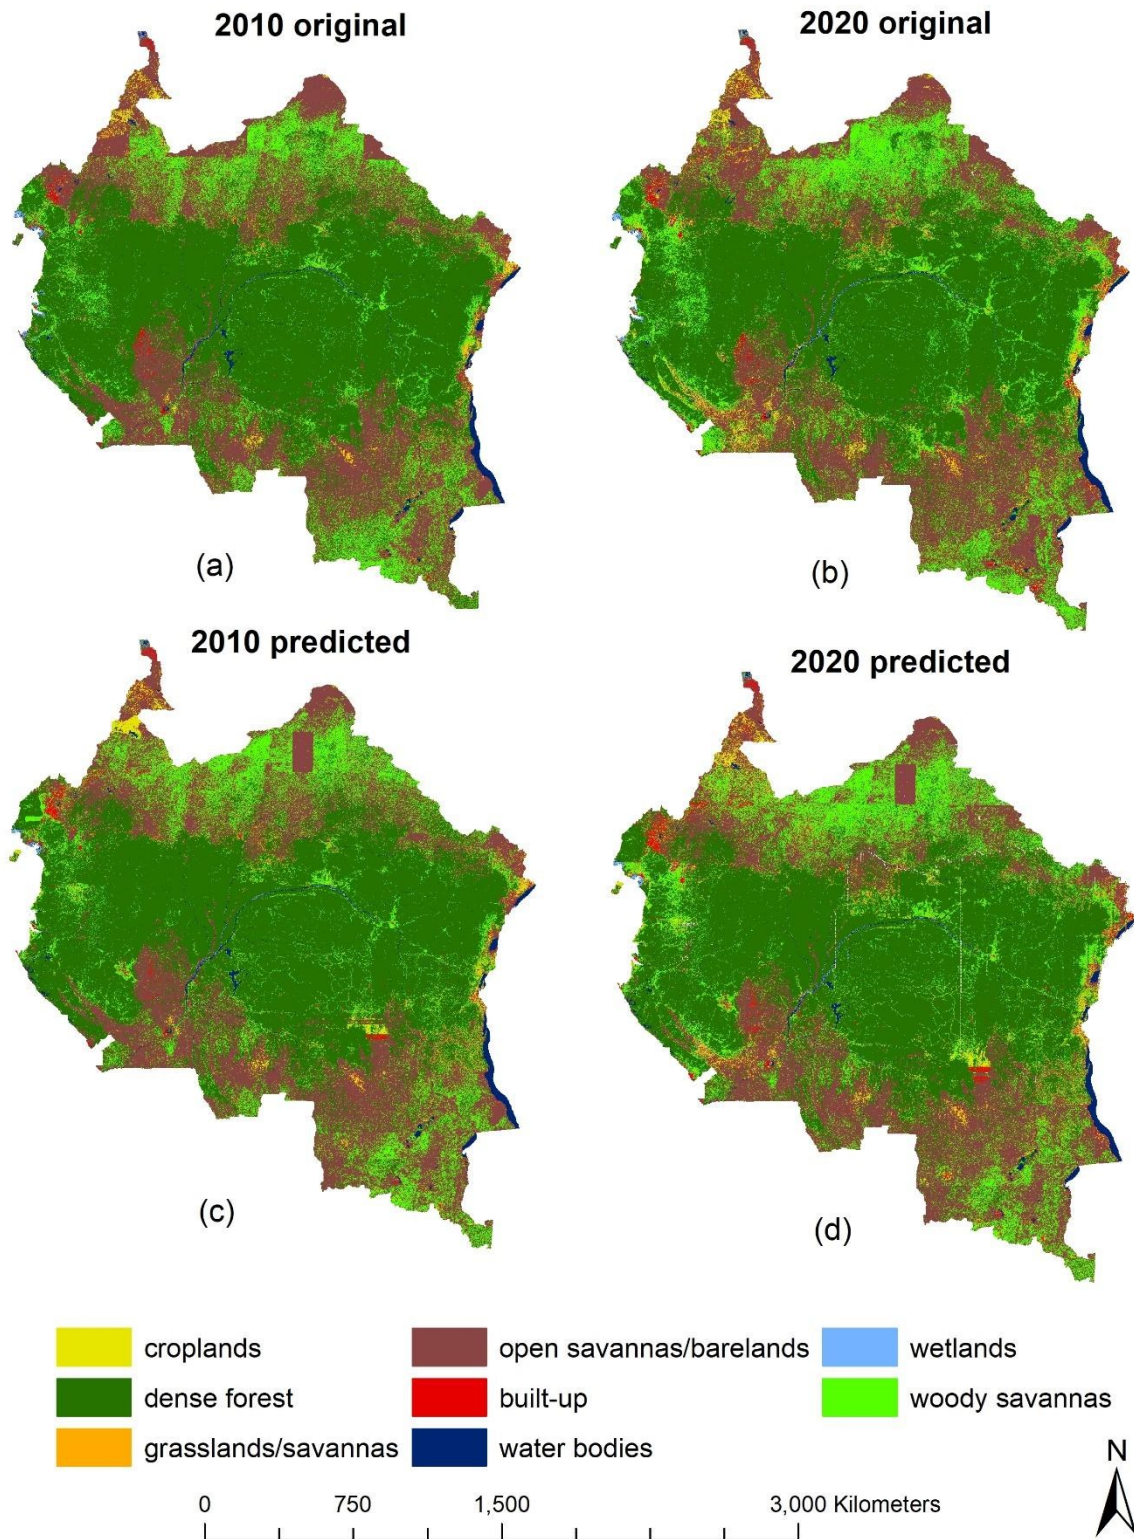 2010 original
2020 original
(a)
(b)
2010 predicted
2020 predicted
(c)
(d)
croplands
open savannas/barelands
wetlands
dense forest
built-up
woody savannas
grasslands/savannas
water bodies
N
0 750 1,500 3,000 Kilometers